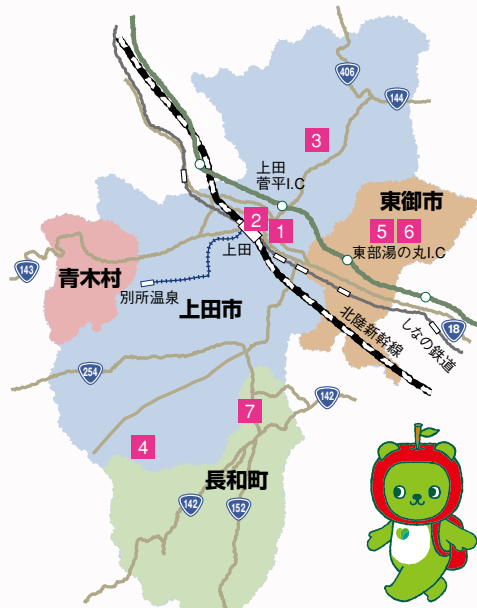 406
144
3
上田
菅平I.C
東御市
2
1
5
6
上田
東部湯の丸I.C
143
青木村
別所温泉
上田市
北陸新幹線
しなの鉄道
18
254
7
142
4
長和町
142
152